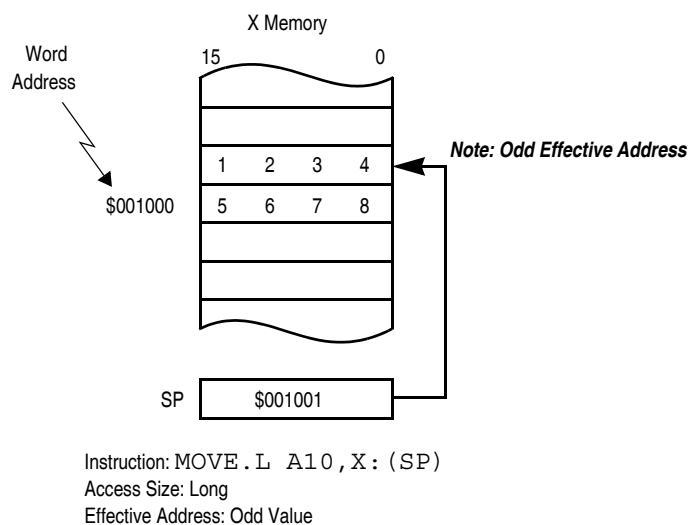 X Memory
15 0
Word
Address
1 2 3 4
Note: Odd Effective Address
$001000
5 6 7 8
SP
$001001
Instruction: MOVE.L A10,X:(SP)
Access Size: Long
Effective Address: Odd Value